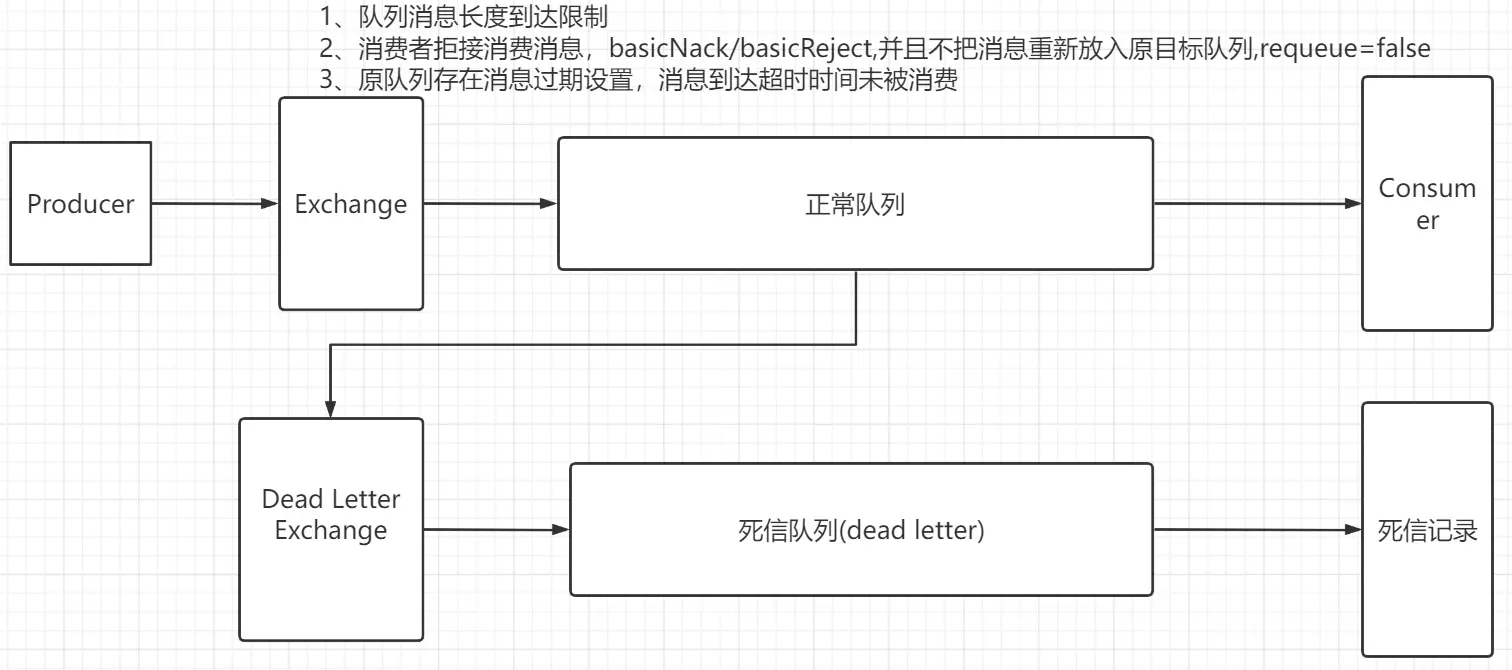 1、队列消息长度到达限制
2、消费者拒接消费消息，basicNack/basicReject,并且不把消息重新放入原目标队列,requeue=false
3、原队列存在消息过期设置，消息到达超时时间未被消费
Producer
Exchange
正常队列
Consum
er
Dead Letter
Exchange
死信队列(dead letter)
死信记录